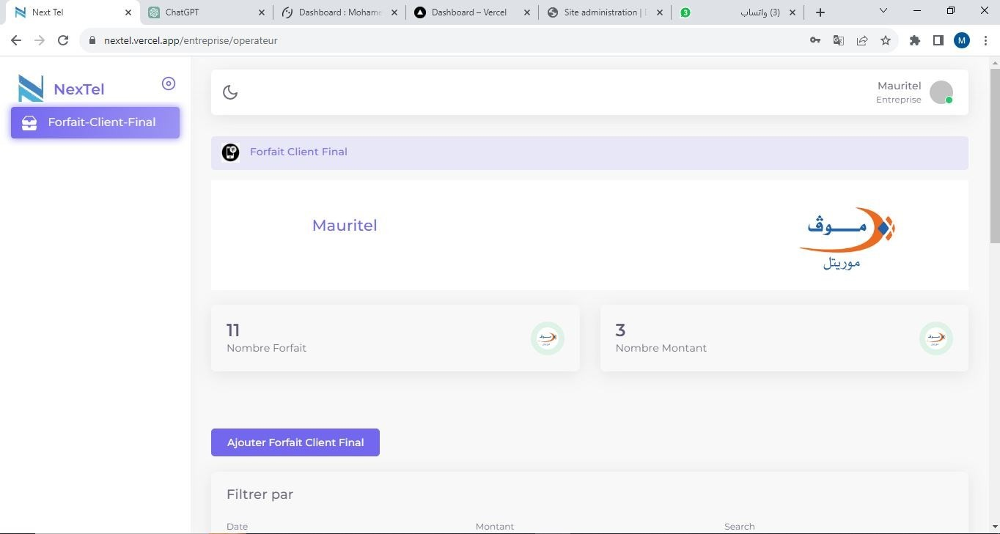 Next Tel
ChatGPT
Dashboard : Mohame
Dashboard – Vercel
Site administration |
3
(3) واتساب
nextel.vercel.app/entreprise/operateur
M
NexTel
Forfait-Client-Final
Mauritel
Entreprise
Forfait Client Final
Mauritel
موڤ
موريتل
11
Nombre Forfait
3
Nombre Montant
Ajouter Forfait Client Final
Filtrer par
Date Montant Search